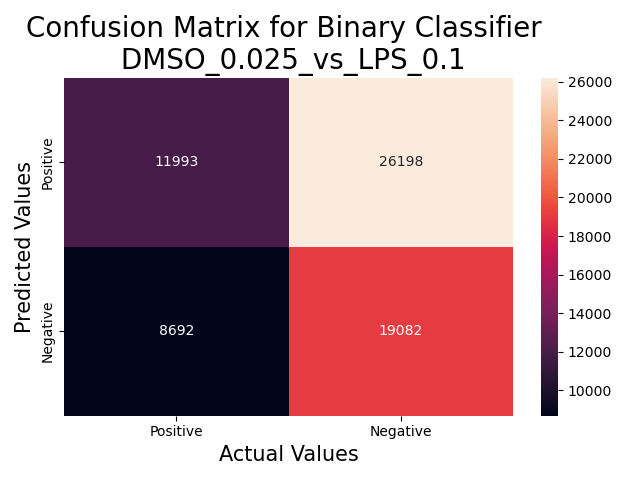 Confusion Matrix for Binary Classifier
DMSO_0.025_vs_LPS_0.1
Predicted Values
Positive
Negative
11993
26198
8692
19082
Positive
Negative
Actual Values
26000
24000
22000
20000
18000
16000
14000
12000
10000